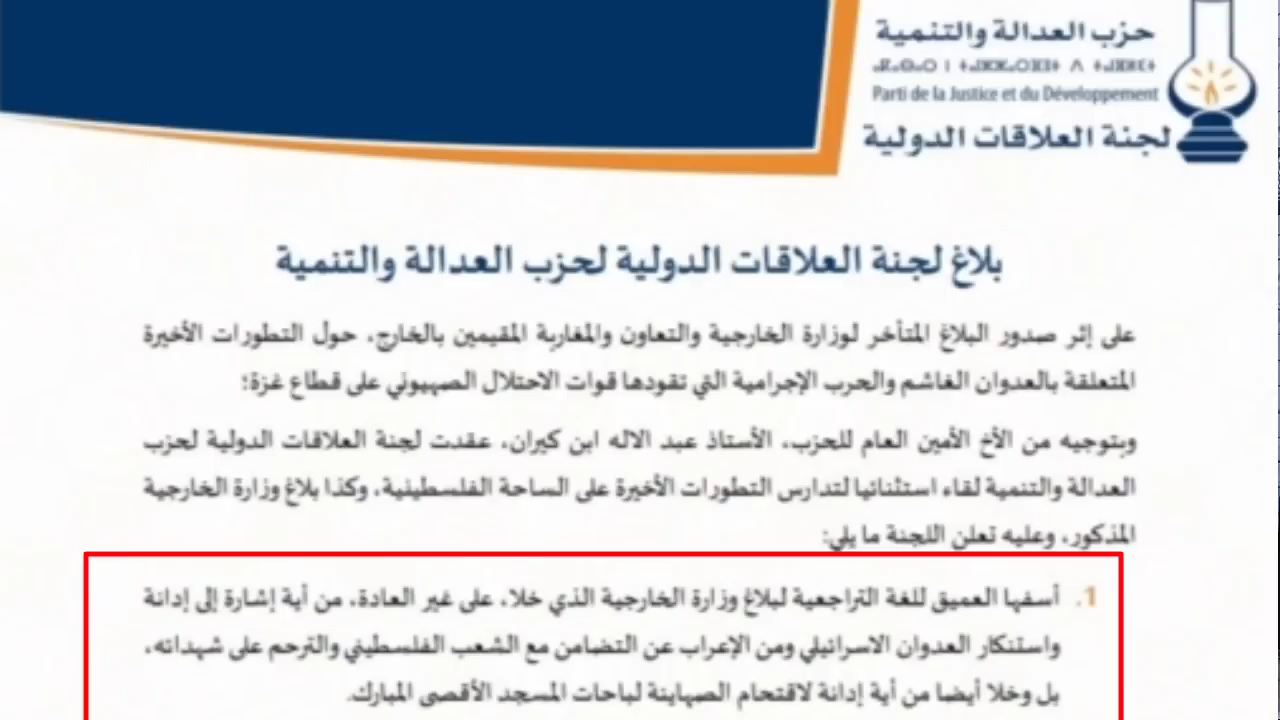 حزب العدالة والتنمية
Parti de la Justice et du Développement
لجنة العلاقات الدولية
بلاغ لجنة العلاقات الدولية لحزب العدالة والتنمية
على إثر صدور البلاغ المتأخر لوزارة الخارجية والتعاون والمغاربة المقيمين بالخارج، حول التطورات الأخيرة
المتعلقة بالعدوان الغاشم والحرب الإجرامية التي تقودها قوات الاحتلال الصهيوني على قطاع غزة؛
وبتوجيه من الأخ الأمين العام للحزب، الأستاذ عبد الاله ابن كيران، عقدت لجنة العلاقات الدولية لحزب
العدالة والتنمية لقاء استثنائيا لتدارس التطورات الأخيرة على الساحة الفلسطينية، وكذا بلاغ وزارة الخارجية
المذكور، وعليه تعلن اللجنة ما يلي:
1. أسفها العميق للغة التراجعية لبلاغ وزارة الخارجية الذي خلا، على غير العادة، من أية إشارة إلى إدانة
واستنكار العدوان الاسرائيلي ومن الإعراب عن التضامن مع الشعب الفلسطيني والترحم على شهدائه،
بل وخلا أيضا من أية إدانة لاقتحام الصهاينة لباحات المسجد الأقصى المبارك.